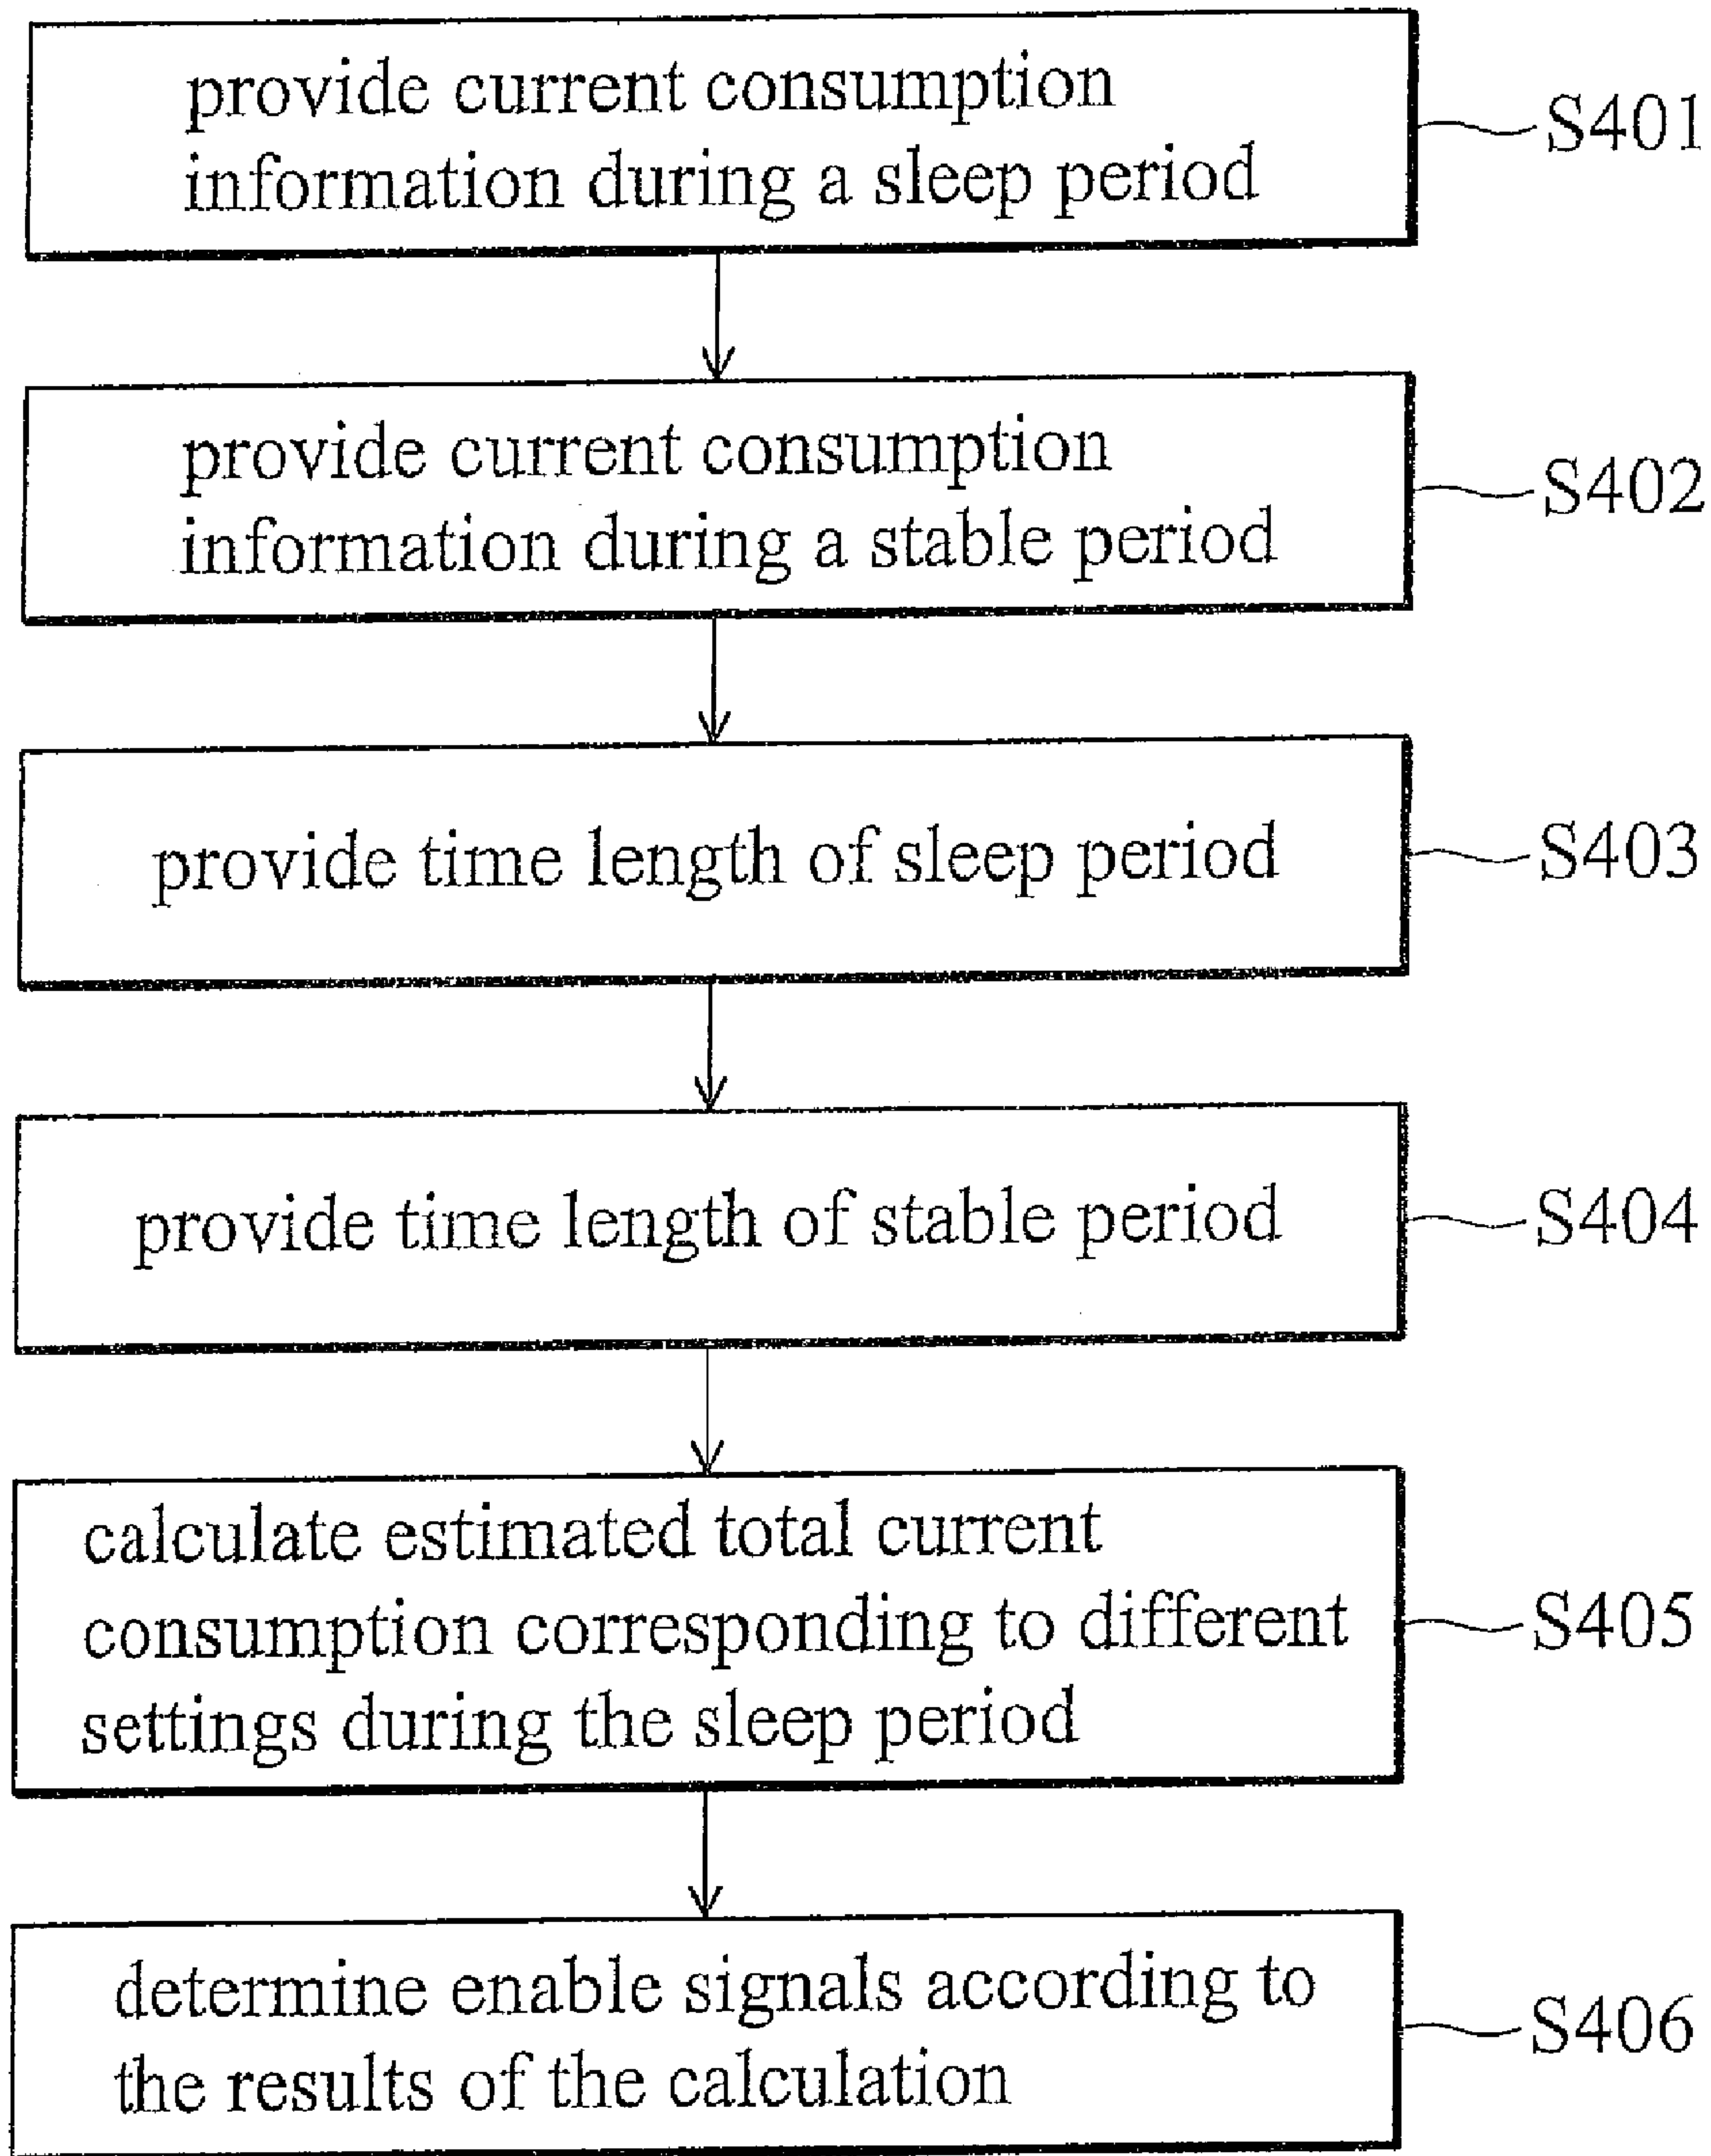 provide current consumption
information during a sleep period
S401
provide current consumption
information during a stable period
S402
provide time length of sleep period
S403
provide time length of stable period
S404
calculate estimated total current
consumption corresponding to different
settings during the sleep period
S405
determine enable signals according to
the results of the calculation
S406